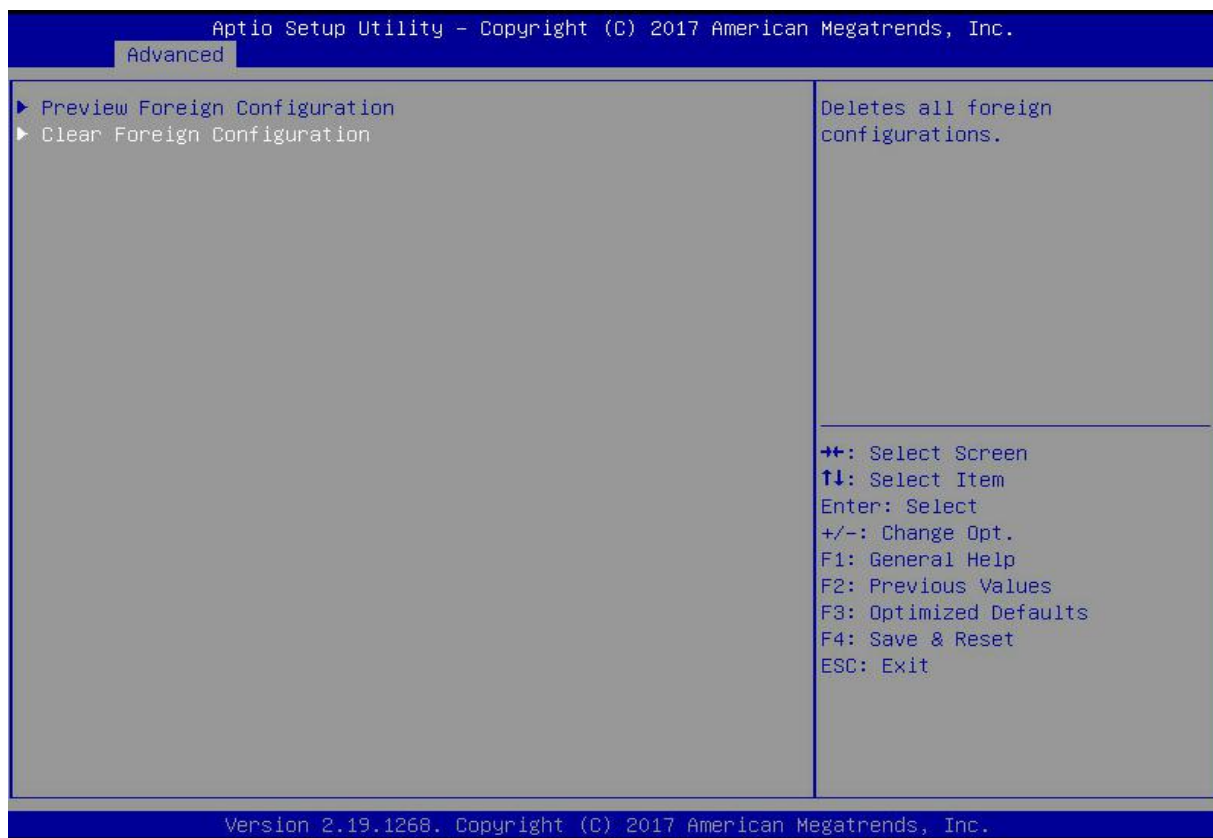 Aptio Setup Utility – Copyright (C) 2017 American Megatrends, Inc.
Advanced
▶ Preview Foreign Configuration
▶ Clear Foreign Configuration
Deletes all foreign
configurations.
→←: Select Screen
↑↓: Select Item
Enter: Select
+/-: Change Opt.
F1: General Help
F2: Previous Values
F3: Optimized Defaults
F4: Save & Reset
ESC: Exit
Version 2.19.1268. Copyright (C) 2017 American Megatrends, Inc.